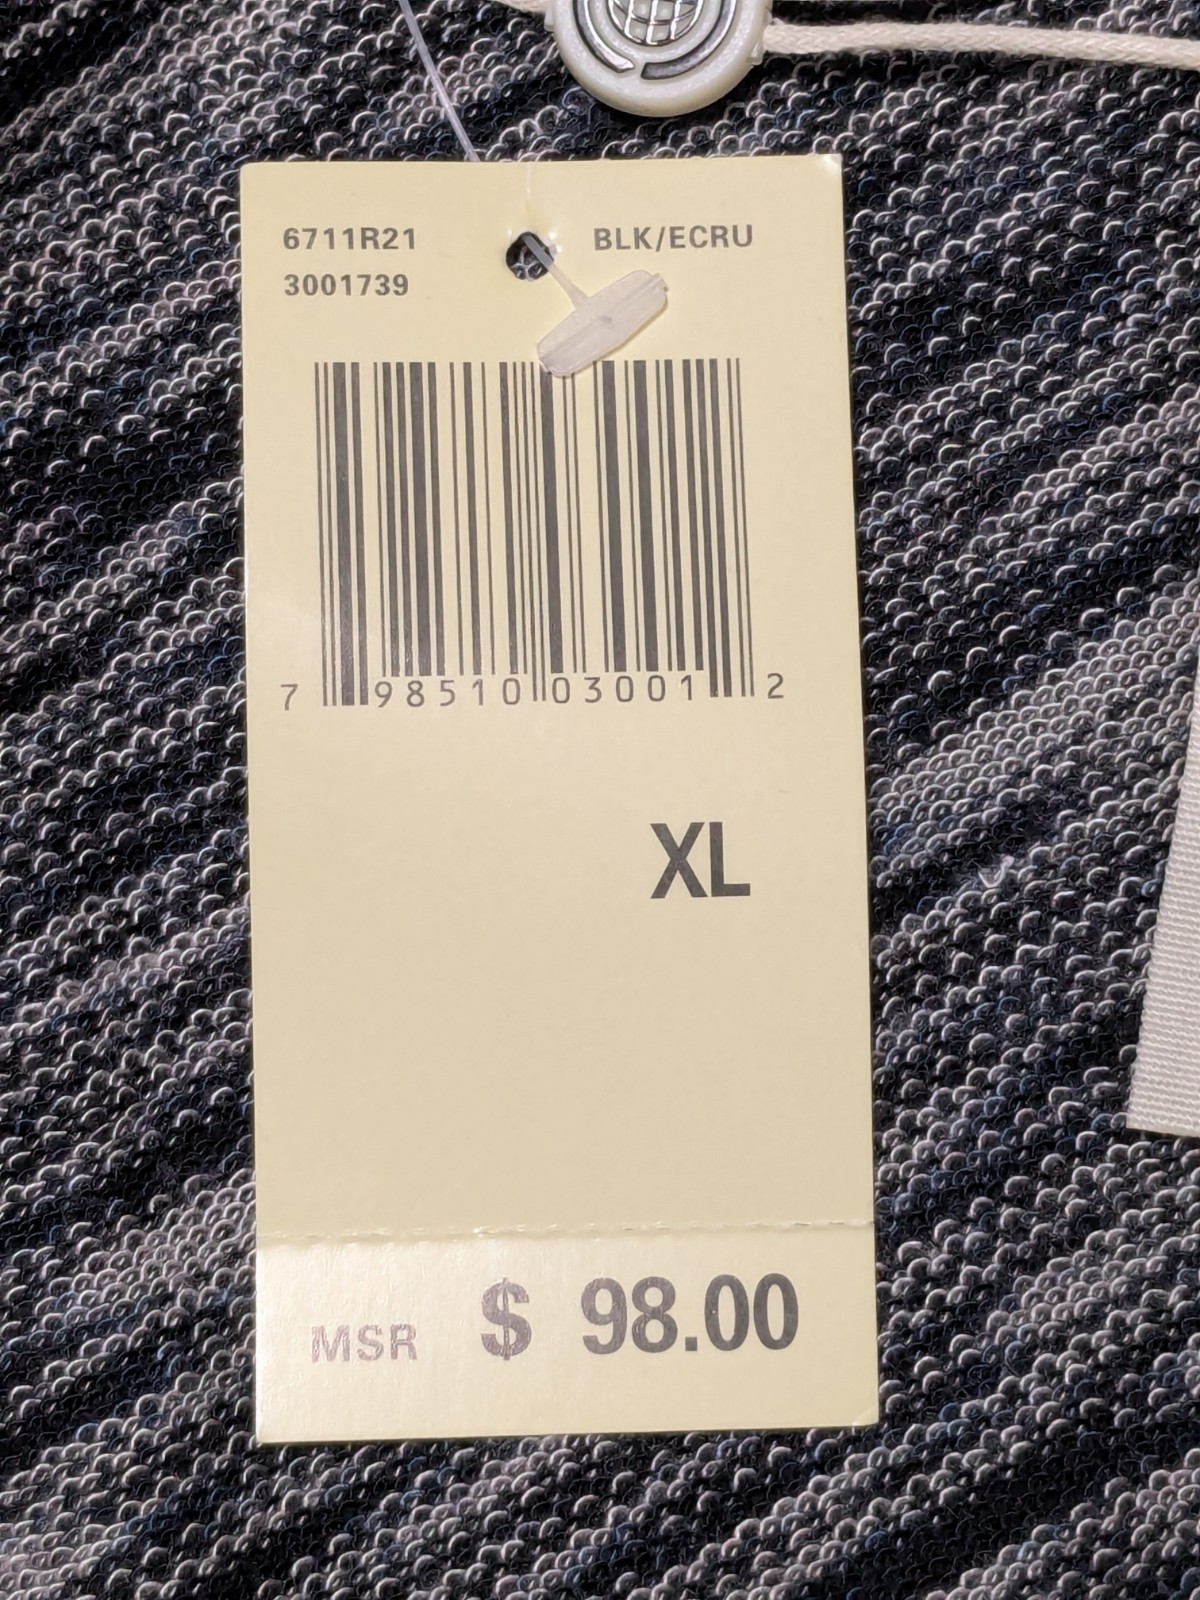 6711R21 BLK/ECRU
3001739
7 98510 03001 2
XL
MSR $ 98.00